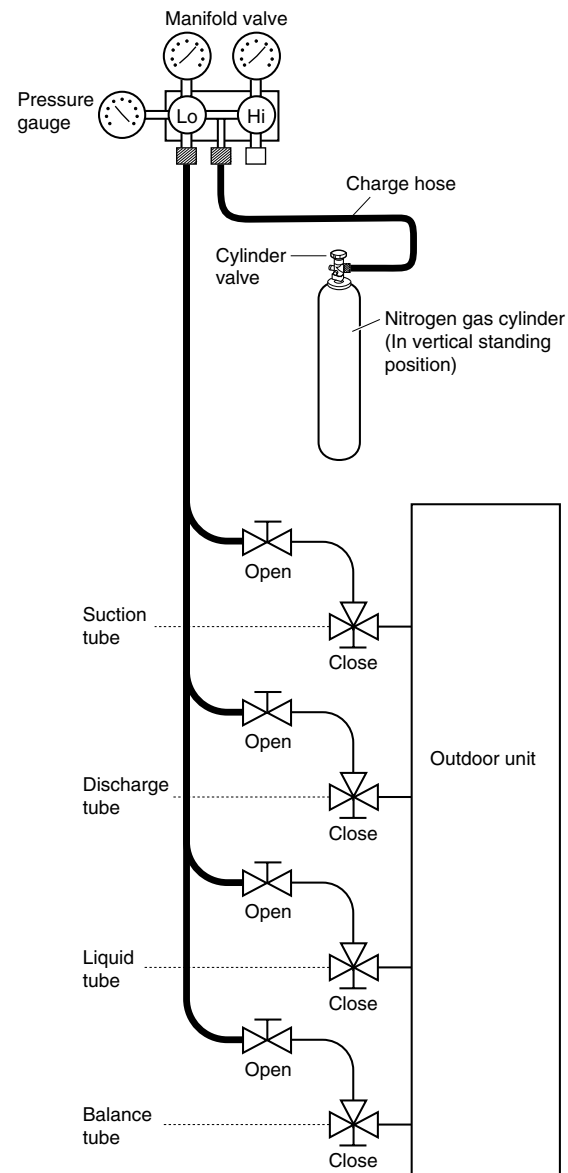 Manifold valve
Pressure
gauge
Lo
Hi
Charge hose
Cylinder
valve
Nitrogen gas cylinder
(In vertical standing
position)
Open
Suction
tube
Close
Open
Outdoor unit
Discharge
tube
Close
Open
Liquid
tube
Close
Open
Balance
tube
Close